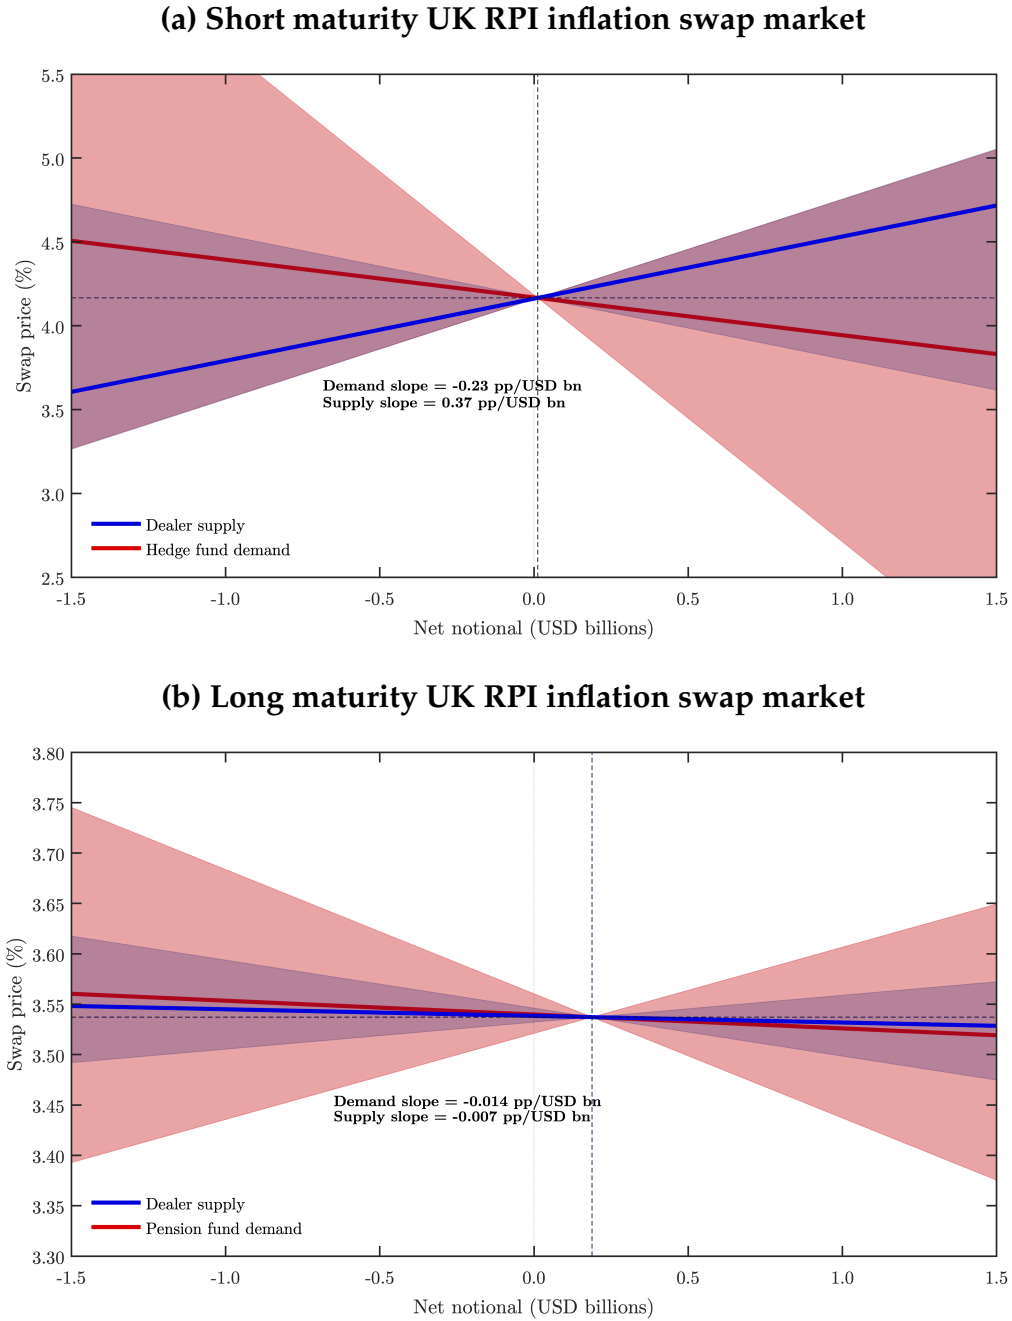 (a) Short maturity UK RPI inflation swap market
5.5
5.0
4.5
4.0
3.5
3.0
2.5
Swap price (%)
Demand slope = -0.23 pp/USD bn
Supply slope = 0.37 pp/USD bn
Dealer supply
Hedge fund demand
-1.5 -1.0 -0.5 0.0 0.5 1.0 1.5
Net notional (USD billions)
(b) Long maturity UK RPI inflation swap market
3.80
3.75
3.70
3.65
3.60
3.55
3.50
3.45
3.40
3.35
3.30
Swap price (%)
Demand slope = -0.014 pp/USD bn
Supply slope = -0.007 pp/USD bn
Dealer supply
Pension fund demand
-1.5 -1.0 -0.5 0.0 0.5 1.0 1.5
Net notional (USD billions)